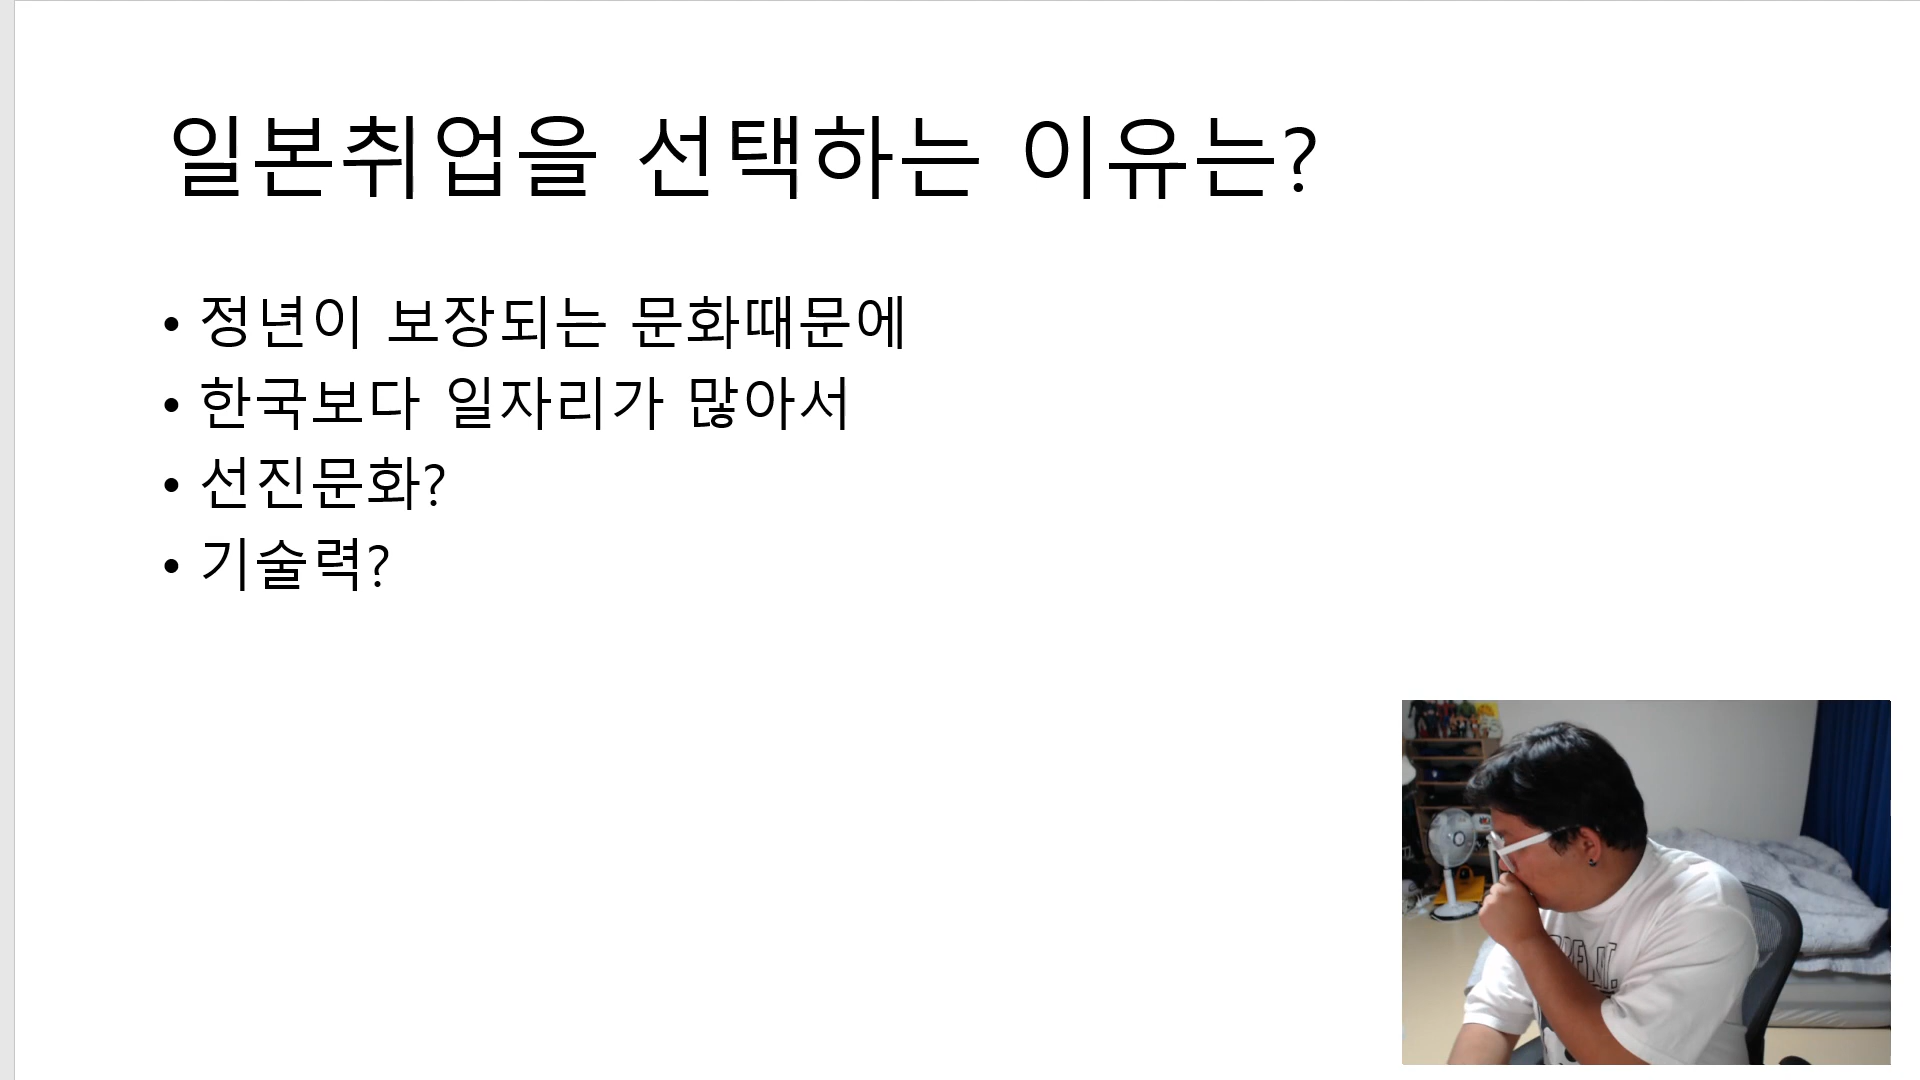 일본취업을 선택하는 이유는?
• 정년이 보장되는 문화때문에
• 한국보다 일자리가 많아서
• 선진문화?
• 기술력?